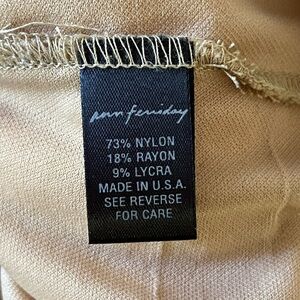 ann ferriday
73% NYLON
18% RAYON
9% LYCRA
MADE IN U.S.A.
SEE REVERSE
FOR CARE